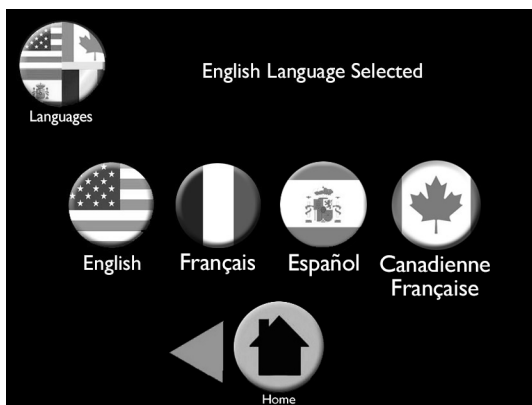 English Language Selected
Languages
English
Français
Español
Canadienne
Française
Home